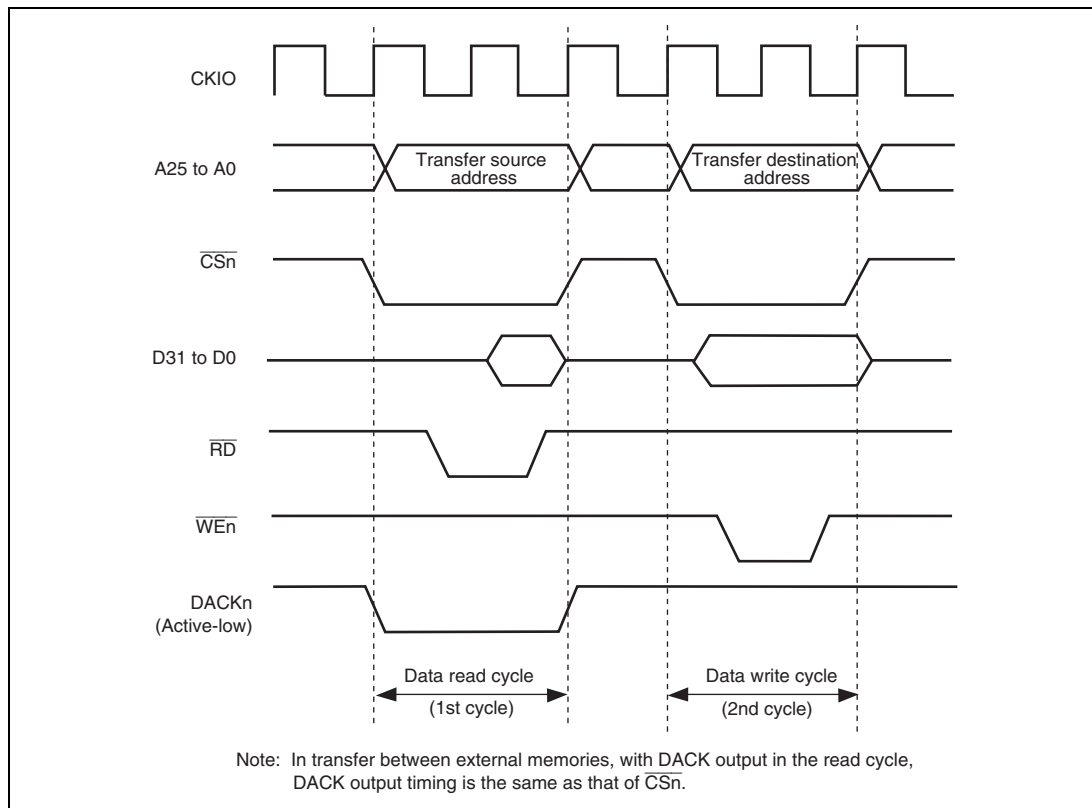 CKIO
A25 to A0
Transfer source
address
Transfer destination
address
CSn
D31 to D0
RD
WEn
DACKn
(Active-low)
Data read cycle
(1st cycle)
Data write cycle
(2nd cycle)
Note: In transfer between external memories, with DACK output in the read cycle,
DACK output timing is the same as that of CSn.